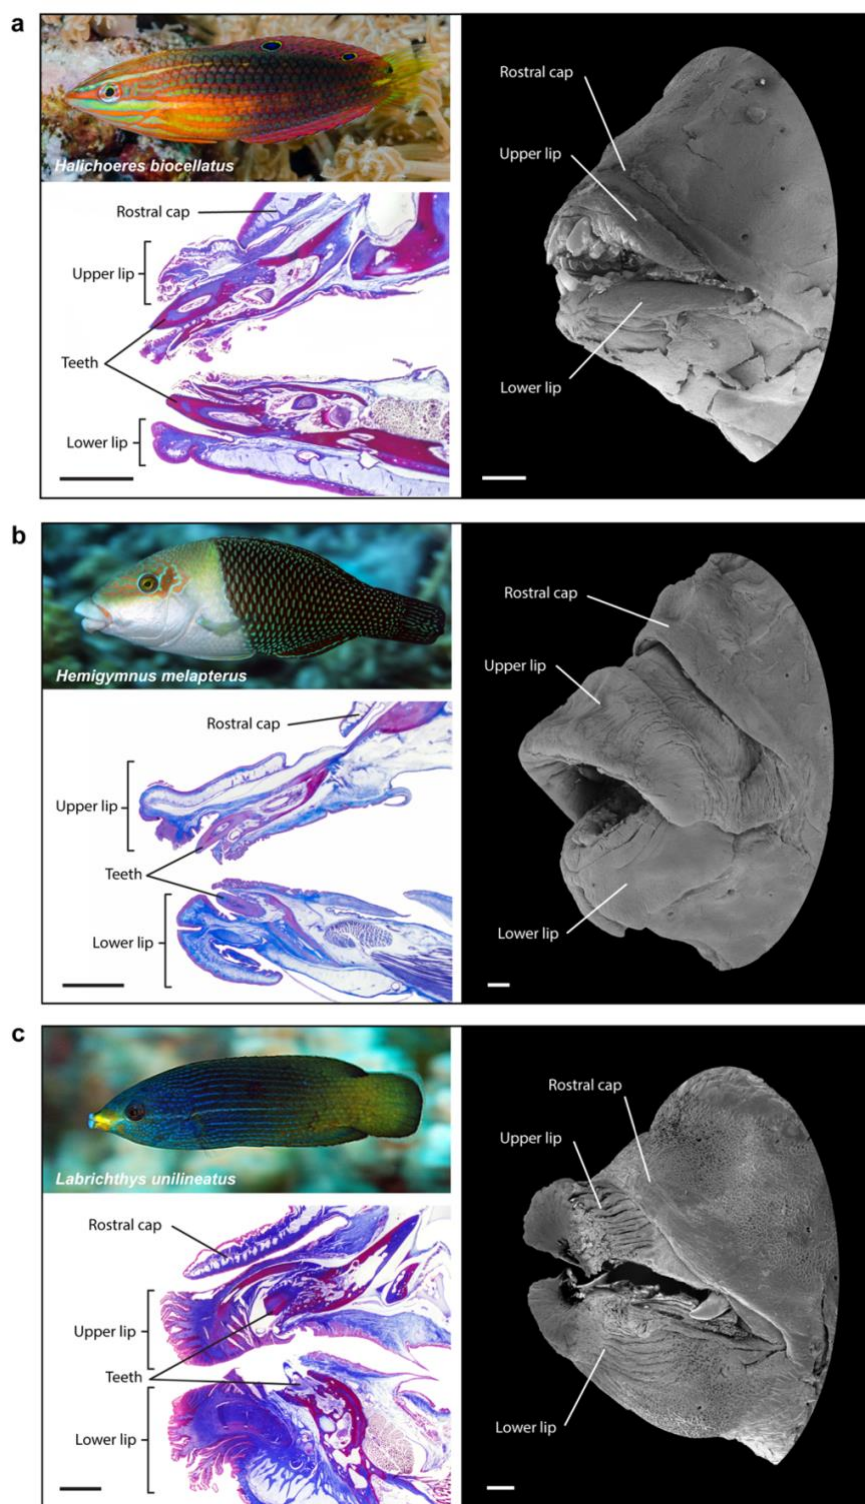 a
Halichoeres biocellatus
Rostral cap
Upper lip
Teeth
Lower lip
Rostral cap
Upper lip
Lower lip
b
Hemigymnus melapterus
Rostral cap
Upper lip
Teeth
Lower lip
Rostral cap
Upper lip
Lower lip
c
Labrichthys unilineatus
Rostral cap
Upper lip
Teeth
Lower lip
Rostral cap
Upper lip
Lower lip